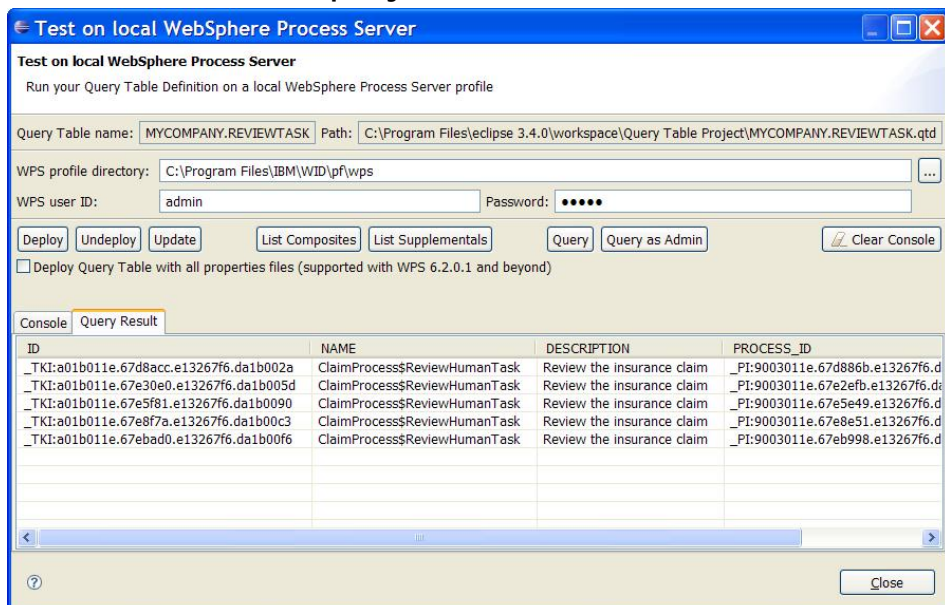 Test on local WebSphere Process Server
Test on local WebSphere Process Server
Run your Query Table Definition on a local WebSphere Process Server profile
Query Table name: MYCOMPANY.REVIEWTASK Path: C:\Program Files\eclipse 3.4.0\workspace\Query Table Project\MYCOMPANY.REVIEWTASK.qtd
WPS profile directory: C:\Program Files\IBM\WID\pf\wps ...
WPS user ID: admin Password: ●●●●●
Deploy Undeploy Update List Composites List Supplementals Query Query as Admin Clear Console
Deploy Query Table with all properties files (supported with WPS 6.2.0.1 and beyond)
Console Query Result
ID NAME DESCRIPTION PROCESS_ID
_TKI:a01b011e.67d8acc.e13267f6.da1b002a ClaimProcess$ReviewHumanTask Review the insurance claim _PI:9003011e.67d886b.e13267f6.d
_TKI:a01b011e.67e30e0.e13267f6.da1b005d ClaimProcess$ReviewHumanTask Review the insurance claim _PI:9003011e.67e2efb.e13267f6.da
_TKI:a01b011e.67e5f81.e13267f6.da1b0090 ClaimProcess$ReviewHumanTask Review the insurance claim _PI:9003011e.67e5e49.e13267f6.d
_TKI:a01b011e.67e8f7a.e13267f6.da1b00c3 ClaimProcess$ReviewHumanTask Review the insurance claim _PI:9003011e.67e8e51.e13267f6.d
_TKI:a01b011e.67ebad0.e13267f6.da1b00f6 ClaimProcess$ReviewHumanTask Review the insurance claim _PI:9003011e.67eb998.e13267f6.d
? Close